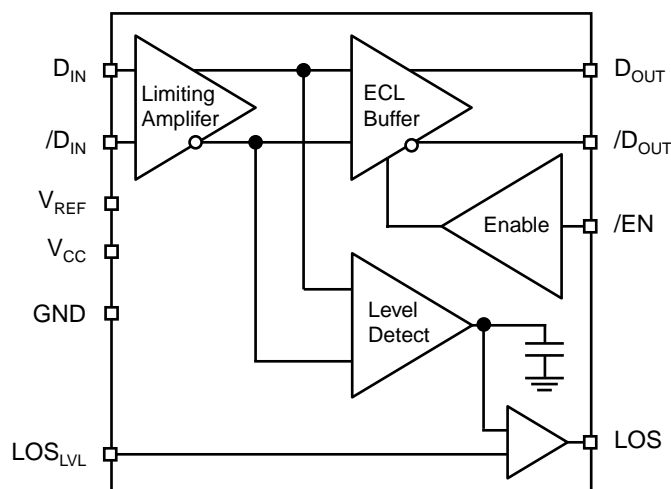 D_IN
Limiting
Amplifer
ECL
Buffer
D_OUT
/D_IN
/D_OUT
V_REF
Enable
/EN
V_CC
GND
Level
Detect
LOS_LVL
LOS